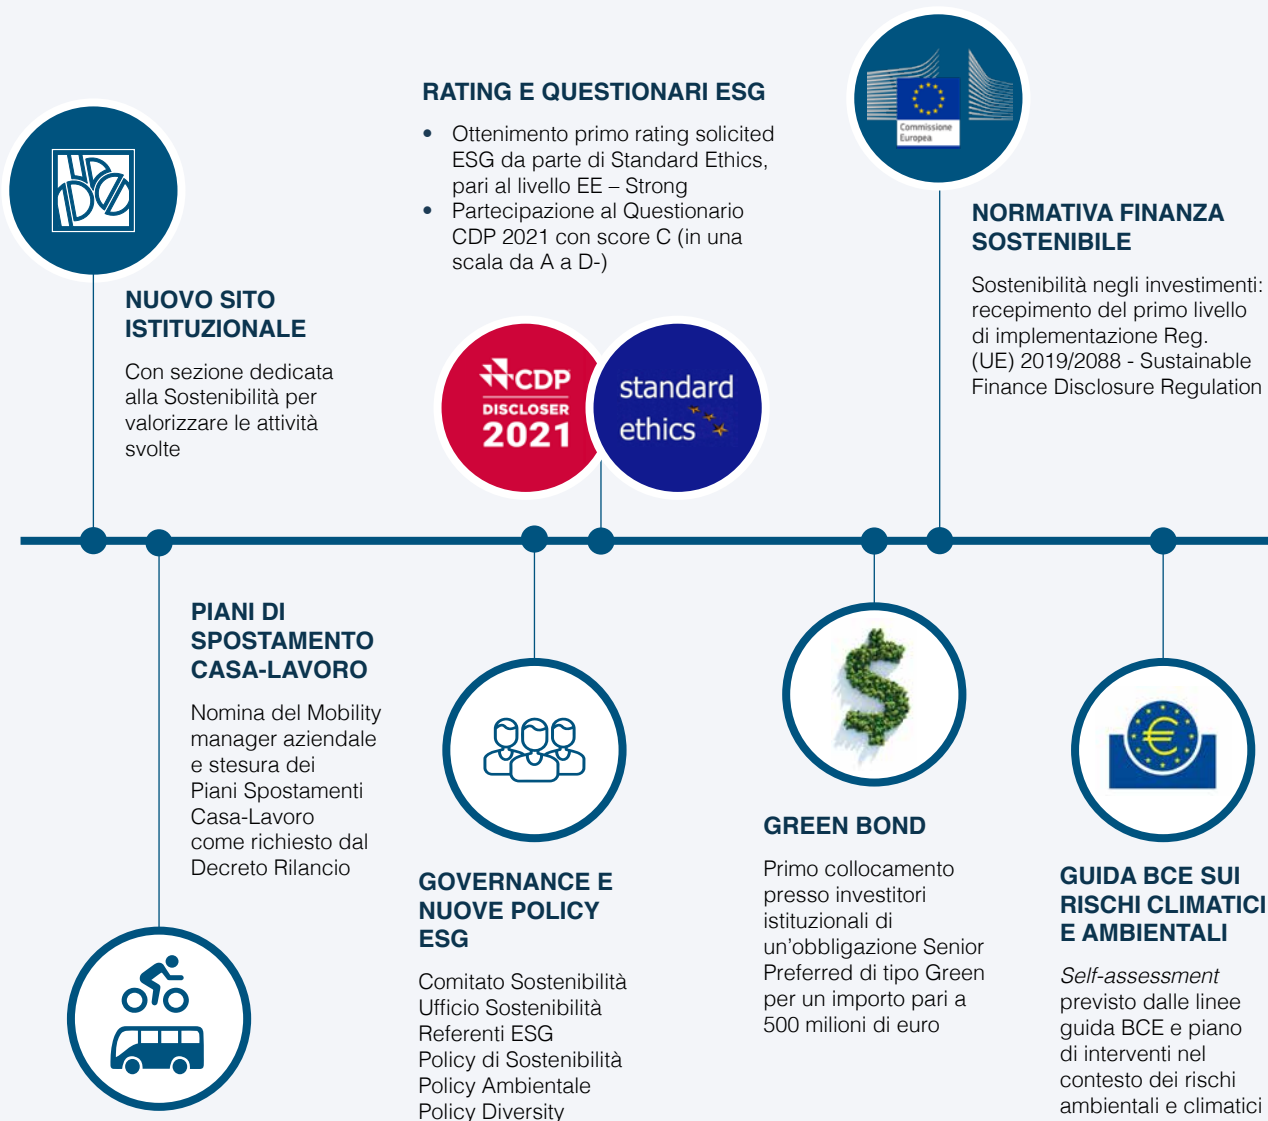 RATING E QUESTIONARI ESG
• Ottenimento primo rating solicited
ESG da parte di Standard Ethics,
pari al livello EE – Strong
• Partecipazione al Questionario
CDP 2021 con score C (in una
scala da A a D-)
Commissione
Europea
NORMATIVA FINANZA
SOSTENIBILE
Sostenibilità negli investimenti:
recepimento del primo livello
di implementazione Reg.
(UE) 2019/2088 - Sustainable
Finance Disclosure Regulation
NUOVO SITO
ISTITUZIONALE
Con sezione dedicata
alla Sostenibilità per
valorizzare le attività
svolte
CDP
DISCLOSER
2021
standard
ethics
PIANI DI
SPOSTAMENTO
CASA-LAVORO
Nomina del Mobility
manager aziendale
e stesura dei
Piani Spostamenti
Casa-Lavoro
come richiesto dal
Decreto Rilancio
GOVERNANCE E
NUOVE POLICY
ESG
Comitato Sostenibilità
Ufficio Sostenibilità
Referenti ESG
Policy di Sostenibilità
Policy Ambientale
Policy Diversity
GREEN BOND
Primo collocamento
presso investitori
istituzionali di
un’obbligazione Senior
Preferred di tipo Green
per un importo pari a
500 milioni di euro
GUIDA BCE SUI
RISCHI CLIMATICI
E AMBIENTALI
Self-assessment
previsto dalle linee
guida BCE e piano
di interventi nel
contesto dei rischi
ambientali e climatici